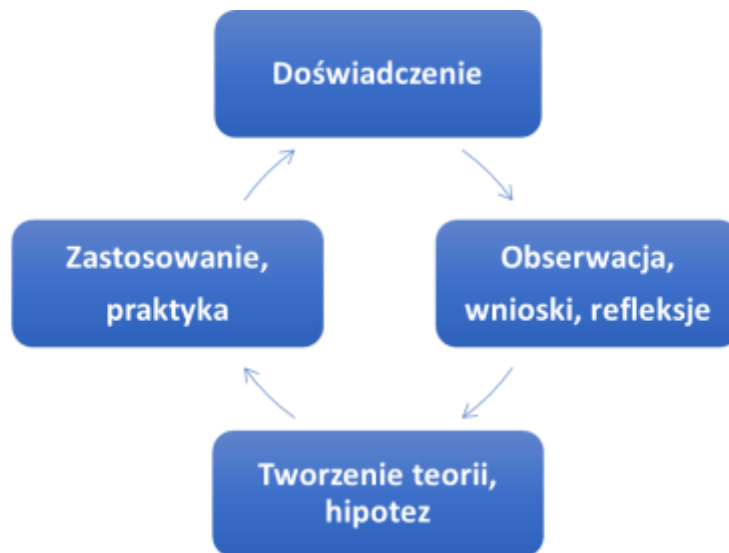 Doświadczenie
Zastosowanie,
praktyka
Obserwacja,
wnioski, refleksje
Tworzenie teorii,
hipotez